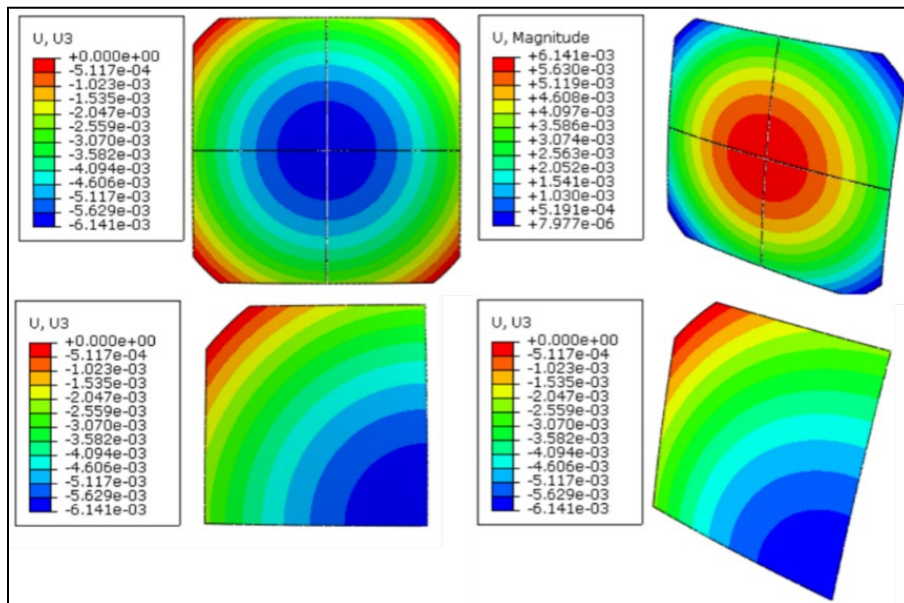 U, U3
+0.000e+00
-5.117e-04
-1.023e-03
-1.535e-03
-2.047e-03
-2.559e-03
-3.070e-03
-3.582e-03
-4.094e-03
-4.606e-03
-5.117e-03
-5.629e-03
-6.141e-03
U, Magnitude
+6.141e-03
+5.630e-03
+5.119e-03
+4.608e-03
+4.097e-03
+3.586e-03
+3.074e-03
+2.563e-03
+2.052e-03
+1.541e-03
+1.030e-03
+5.191e-04
+7.977e-06
U, U3
+0.000e+00
-5.117e-04
-1.023e-03
-1.535e-03
-2.047e-03
-2.559e-03
-3.070e-03
-3.582e-03
-4.094e-03
-4.606e-03
-5.117e-03
-5.629e-03
-6.141e-03
U, U3
+0.000e+00
-5.117e-04
-1.023e-03
-1.535e-03
-2.047e-03
-2.559e-03
-3.070e-03
-3.582e-03
-4.094e-03
-4.606e-03
-5.117e-03
-5.629e-03
-6.141e-03